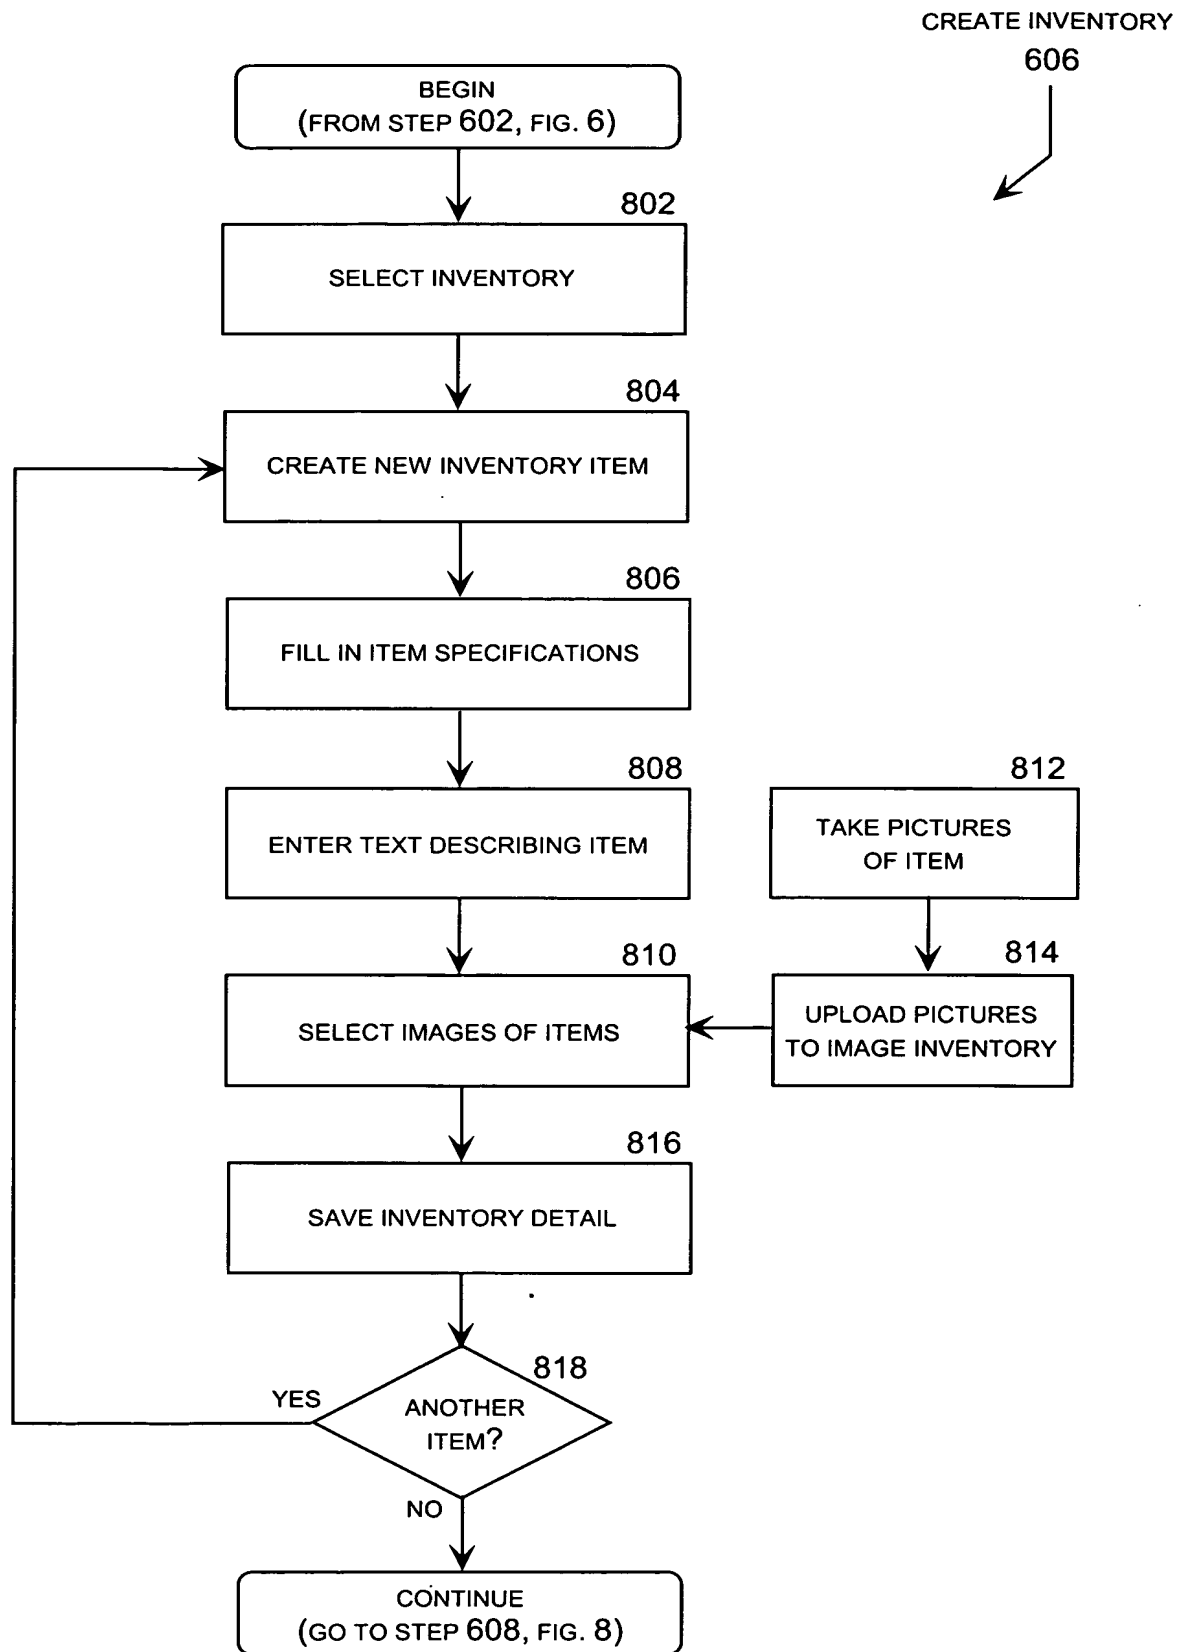 CREATE INVENTORY
606
BEGIN
(FROM STEP 602, FIG. 6)
802
SELECT INVENTORY
804
CREATE NEW INVENTORY ITEM
806
FILL IN ITEM SPECIFICATIONS
808
ENTER TEXT DESCRIBING ITEM
812
TAKE PICTURES
OF ITEM
810
SELECT IMAGES OF ITEMS
814
UPLOAD PICTURES
TO IMAGE INVENTORY
816
SAVE INVENTORY DETAIL
818
YES
ANOTHER
ITEM?
NO
CONTINUE
(GO TO STEP 608, FIG. 8)